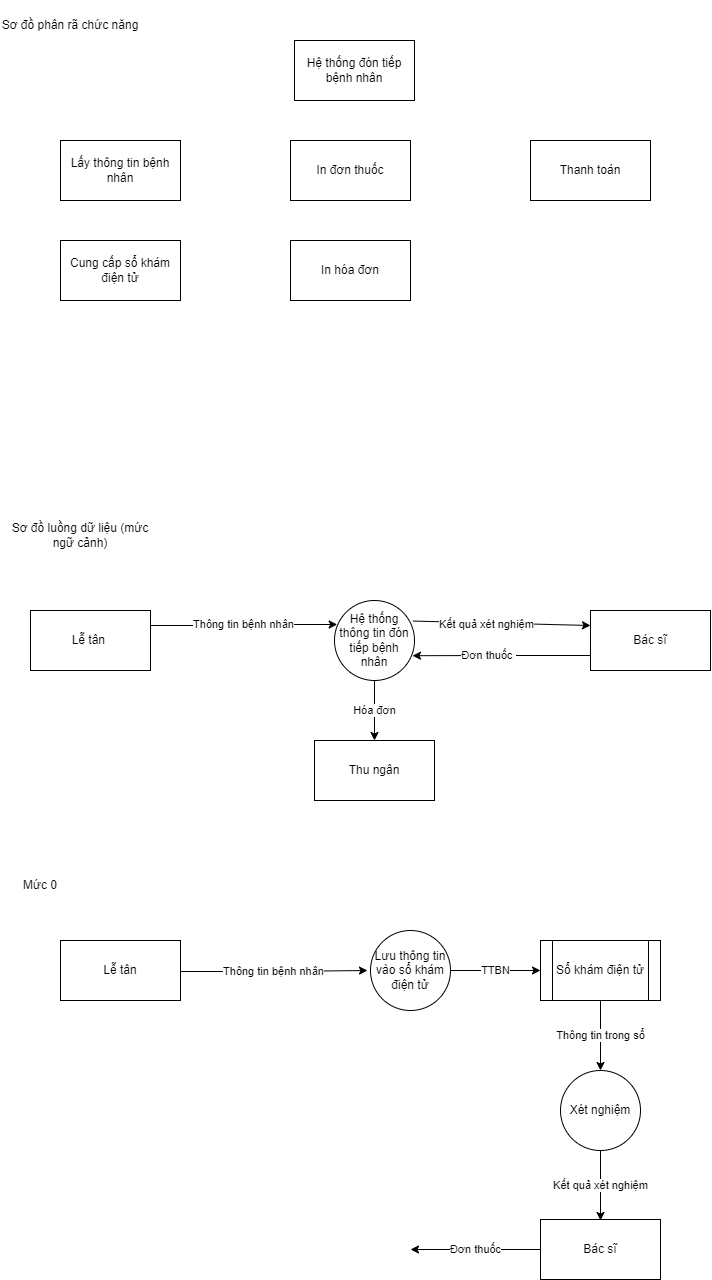 Sơ đồ phân rã chức năng
Hệ thống đón tiếp
bệnh nhân
Lấy thông tin bệnh
nhân
In đơn thuốc
Thanh toán
Cung cấp sổ khám
điện tử
In hóa đơn
Sơ đồ luồng dữ liệu (mức
ngữ cảnh)
Lễ tân
Thông tin bệnh nhân
Hệ thống
thông tin đón
tiếp bệnh
nhân
Kết quả xét nghiệm
Đơn thuốc
Bác sĩ
Hóa đơn
Thu ngân
Mức 0
Lễ tân
Thông tin bệnh nhân
Lưu thông tin
vào sổ khám
điện tử
TTBN
Sổ khám điện tử
Thông tin trong sổ
Xét nghiệm
Kết quả xét nghiệm
Đơn thuốc
Bác sĩ